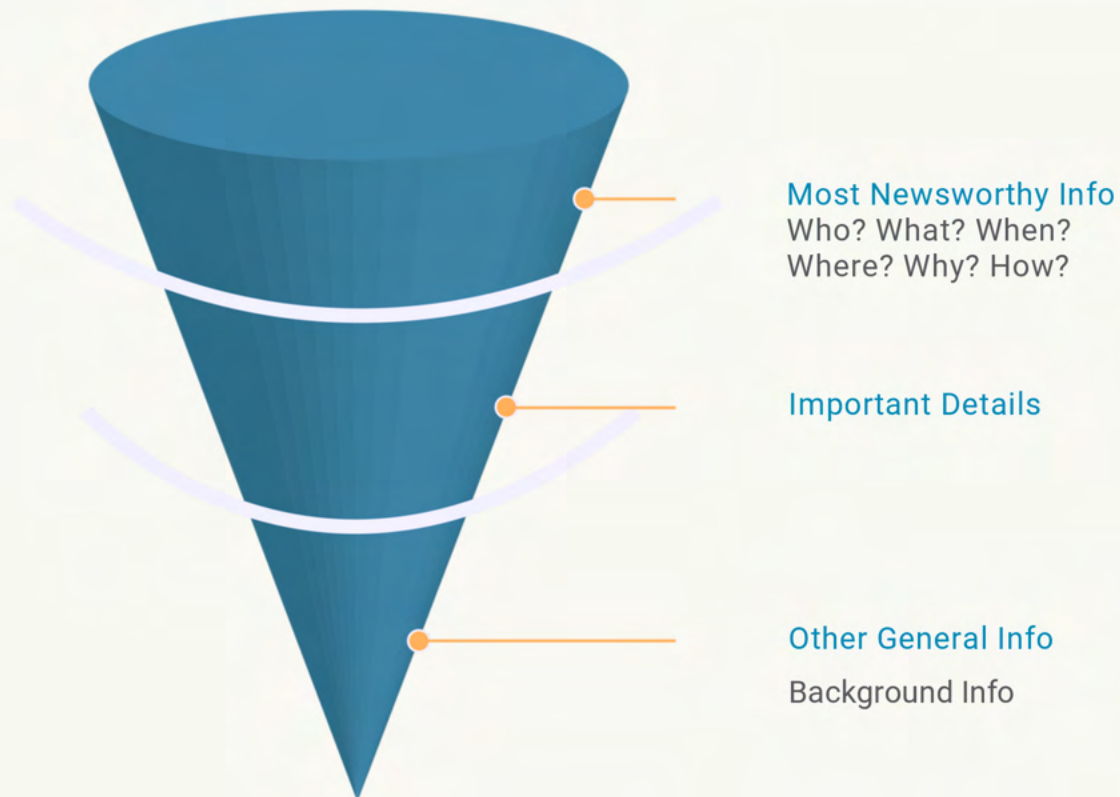 Most Newsworthy Info
Who? What? When?
Where? Why? How?
Important Details
Other General Info
Background Info